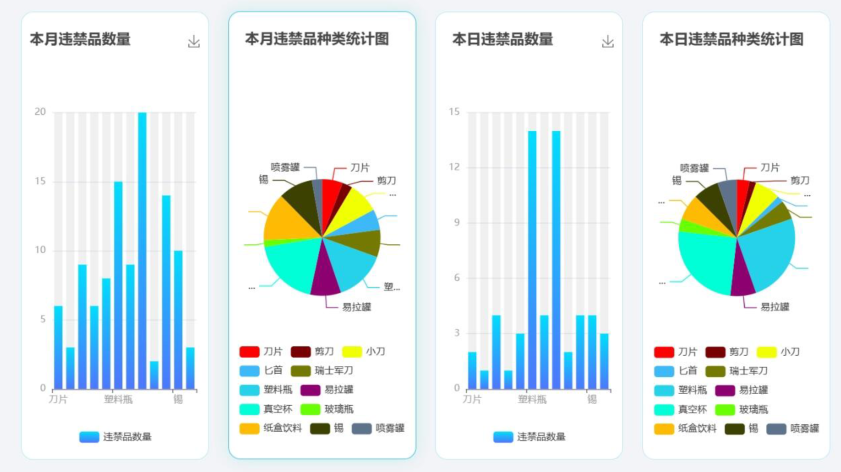 本月违禁品数量
20
15
10
5
0
刀片
塑料瓶
锡
违禁品数量
本月违禁品种类统计图
喷雾罐
刀片
锡
剪刀
...
...
塑...
易拉罐
刀片 剪刀 小刀
匕首 瑞士军刀
塑料瓶 易拉罐
真空杯 玻璃瓶
纸盒饮料 锡 喷雾罐
本日违禁品数量
15
12
9
6
3
0
刀片
塑料瓶
锡
违禁品数量
本日违禁品种类统计图
喷雾罐
刀片
锡
剪刀
...
...
...
易拉罐
刀片 剪刀 小刀
匕首 瑞士军刀
塑料瓶 易拉罐
真空杯 玻璃瓶
纸盒饮料 锡 喷雾罐